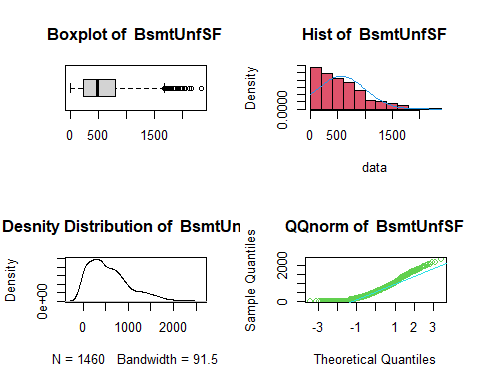 Boxplot of BsmtUnfSF
0 500 1500
Hist of BsmtUnfSF
Density
0.0000
0 500 1500
data
Desnity Distribution of BsmtUn
Density
0e+00
0 1000 2000
N = 1460 Bandwidth = 91.5
QQnorm of BsmtUnfSF
Sample Quantiles
0 2000
-3 -1 1 2 3
Theoretical Quantiles